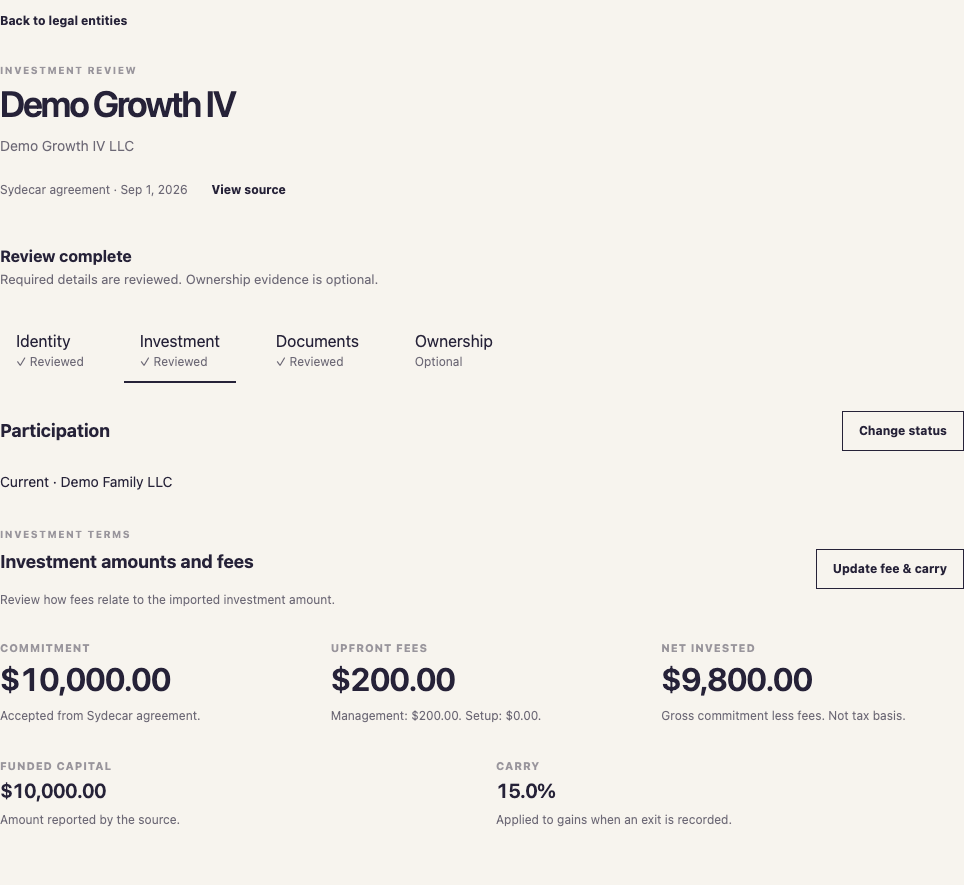 Back to legal entities
INVESTMENT REVIEW
Demo Growth IV
Demo Growth IV LLC
Sydecar agreement · Sep 1, 2026 View source
Review complete
Required details are reviewed. Ownership evidence is optional.
Identity Investment Documents Ownership
✓ Reviewed ✓ Reviewed ✓ Reviewed Optional
Participation Change status
Current · Demo Family LLC
INVESTMENT TERMS
Investment amounts and fees Update fee & carry
Review how fees relate to the imported investment amount.
COMMITMENT UPFRONT FEES NET INVESTED
$10,000.00 $200.00 $9,800.00
Accepted from Sydecar agreement. Management: $200.00. Setup: $0.00. Gross commitment less fees. Not tax basis.
FUNDED CAPITAL CARRY
$10,000.00 15.0%
Amount reported by the source. Applied to gains when an exit is recorded.